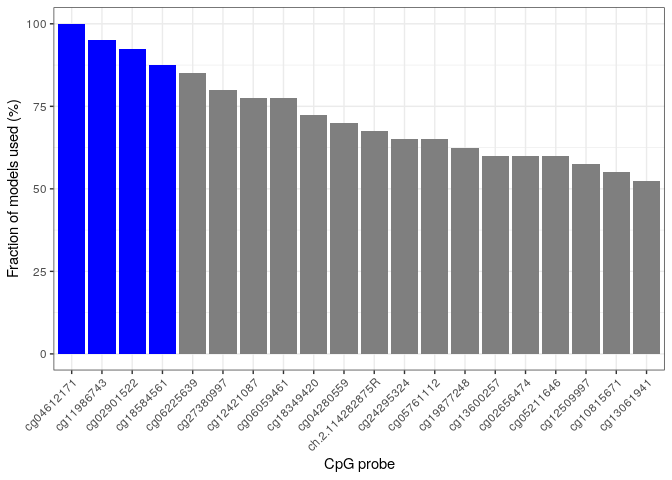 Fraction of models used (%)
100
75
50
25
0
cg04612171
cg11986743
cg02901522
cg18584561
cg06225639
cg27380997
cg12421087
cg06059461
cg18349420
cg04280559
ch.2.114282875R
cg24295324
cg05761112
cg19877248
cg13600257
cg02656474
cg05211646
cg12509997
cg10815671
cg13061941
CpG probe